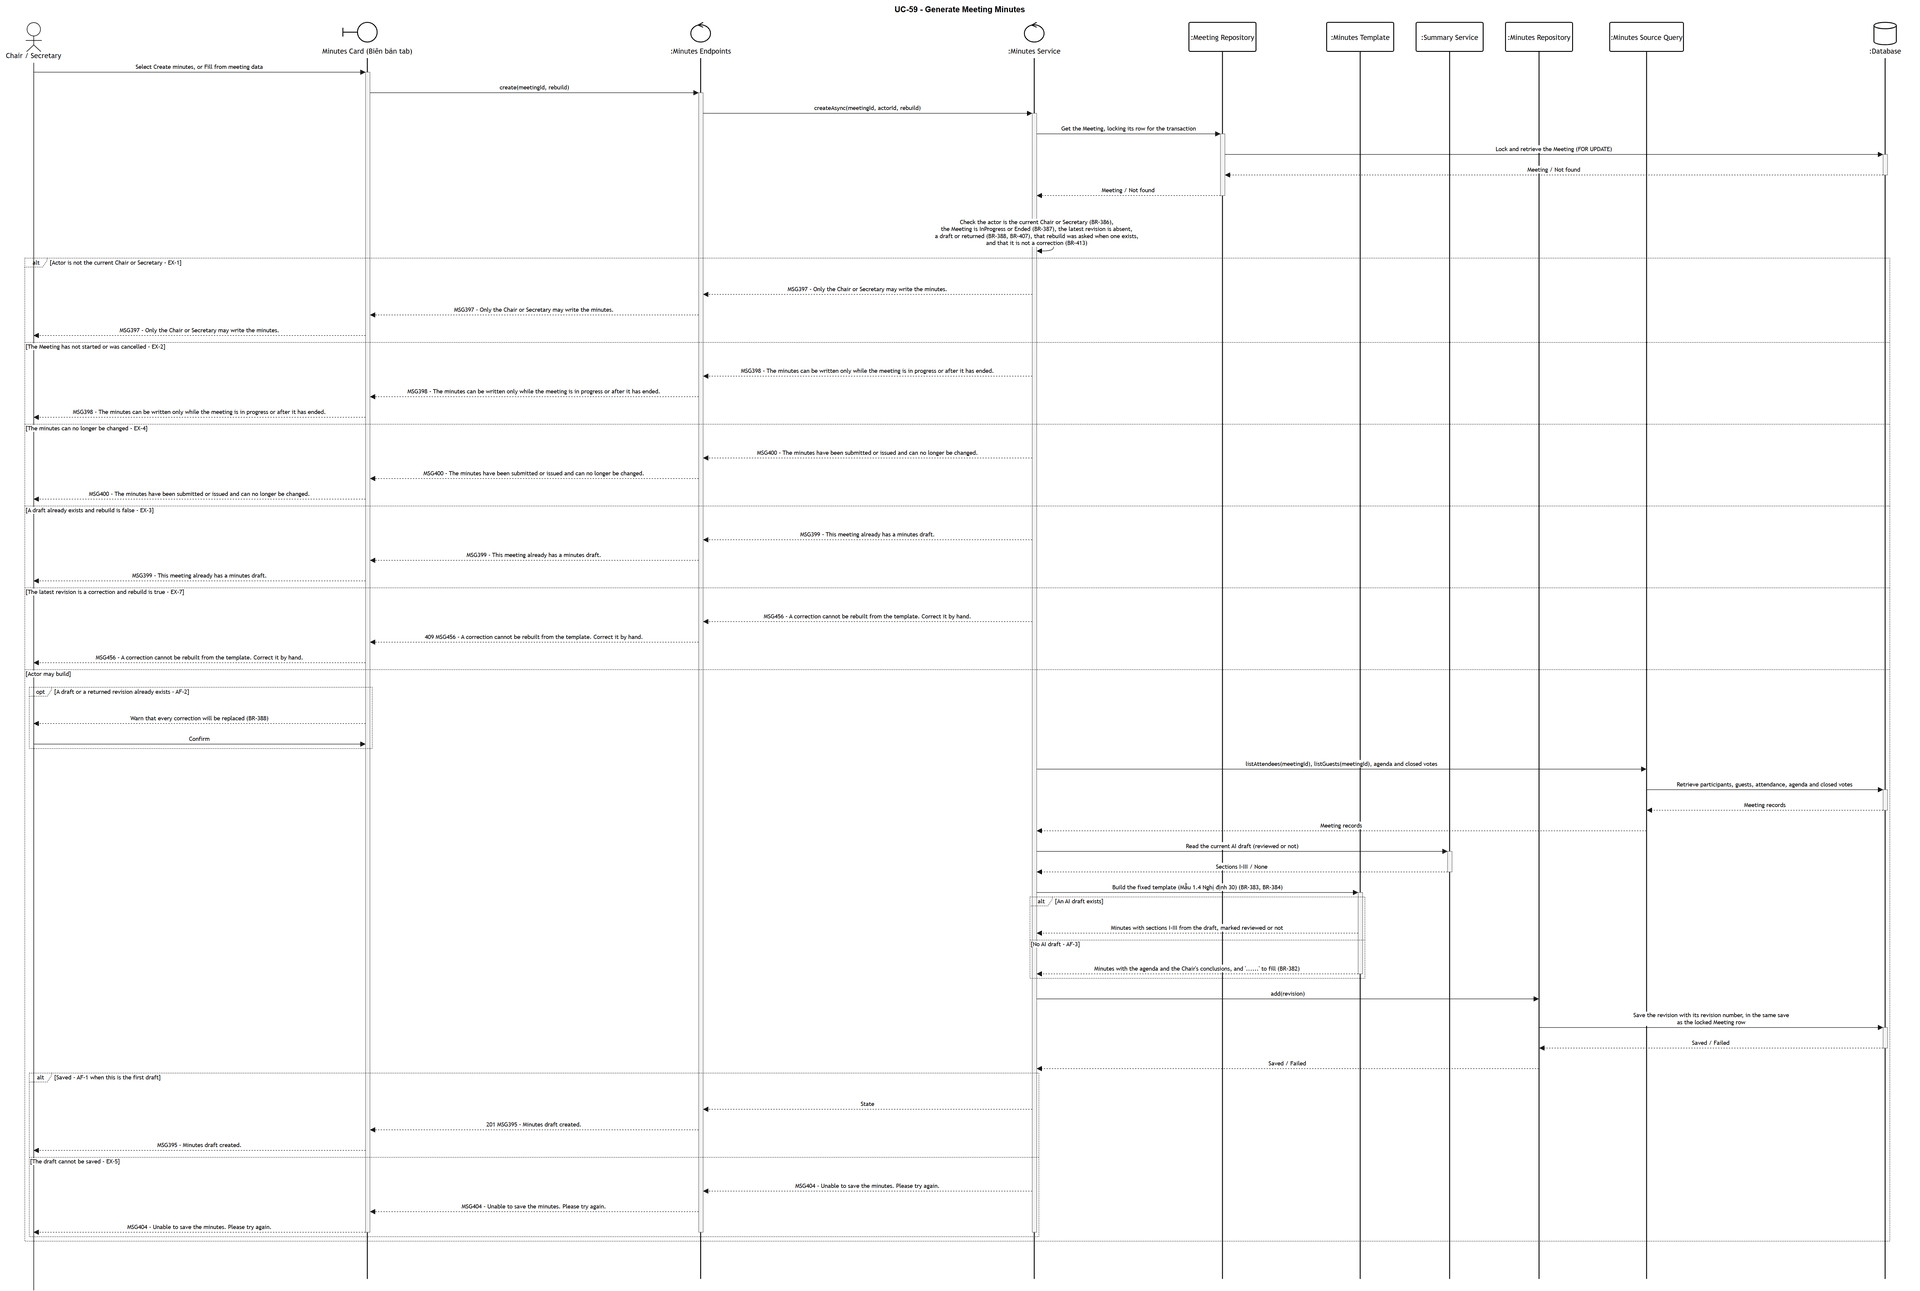 UC-59 - Generate Meeting Minutes
Chair / Secretary
Minutes Card (Biên bản tab)
:Minutes Endpoints
:Minutes Service
:Meeting Repository
:Minutes Template
:Summary Service
:Minutes Repository
:Minutes Source Query
:Database
Select Create minutes, or Fill from meeting data
create(meetingId, rebuild)
createAsync(meetingId, actorId, rebuild)
Get the Meeting, locking its row for the transaction
Lock and retrieve the Meeting (FOR UPDATE)
Meeting / Not found
Meeting / Not found
Check the actor is the current Chair or Secretary (BR-386),
the Meeting is InProgress or Ended (BR-387), the latest revision is absent,
a draft or returned (BR-388, BR-407), that rebuild was asked when one exists,
and that it is not a correction (BR-413)
alt [Actor is not the current Chair or Secretary - EX-1]
MSG397 - Only the Chair or Secretary may write the minutes.
MSG397 - Only the Chair or Secretary may write the minutes.
MSG397 - Only the Chair or Secretary may write the minutes.
[The Meeting has not started or was cancelled - EX-2]
MSG398 - The minutes can be written only while the meeting is in progress or after it has ended.
MSG398 - The minutes can be written only while the meeting is in progress or after it has ended.
MSG398 - The minutes can be written only while the meeting is in progress or after it has ended.
[The minutes can no longer be changed - EX-4]
MSG400 - The minutes have been submitted or issued and can no longer be changed.
MSG400 - The minutes have been submitted or issued and can no longer be changed.
MSG400 - The minutes have been submitted or issued and can no longer be changed.
[A draft already exists and rebuild is false - EX-3]
MSG399 - This meeting already has a minutes draft.
MSG399 - This meeting already has a minutes draft.
MSG399 - This meeting already has a minutes draft.
[The latest revision is a correction and rebuild is true - EX-7]
MSG456 - A correction cannot be rebuilt from the template. Correct it by hand.
409 MSG456 - A correction cannot be rebuilt from the template. Correct it by hand.
MSG456 - A correction cannot be rebuilt from the template. Correct it by hand.
[Actor may build]
opt [A draft or a returned revision already exists - AF-2]
Warn that every correction will be replaced (BR-388)
Confirm
listAttendees(meetingId), listGuests(meetingId), agenda and closed votes
Retrieve participants, guests, attendance, agenda and closed votes
Meeting records
Meeting records
Read the current AI draft (reviewed or not)
Sections I-III / None
Build the fixed template (Mẫu 1.4 Nghị định 30) (BR-383, BR-384)
alt [An AI draft exists]
Minutes with sections I-III from the draft, marked reviewed or not
[No AI draft - AF-3]
Minutes with the agenda and the Chair's conclusions, and '......' to fill (BR-382)
add(revision)
Save the revision with its revision number, in the same save
as the locked Meeting row
Saved / Failed
Saved / Failed
alt [Saved - AF-1 when this is the first draft]
State
201 MSG395 - Minutes draft created.
MSG395 - Minutes draft created.
[The draft cannot be saved - EX-5]
MSG404 - Unable to save the minutes. Please try again.
MSG404 - Unable to save the minutes. Please try again.
MSG404 - Unable to save the minutes. Please try again.